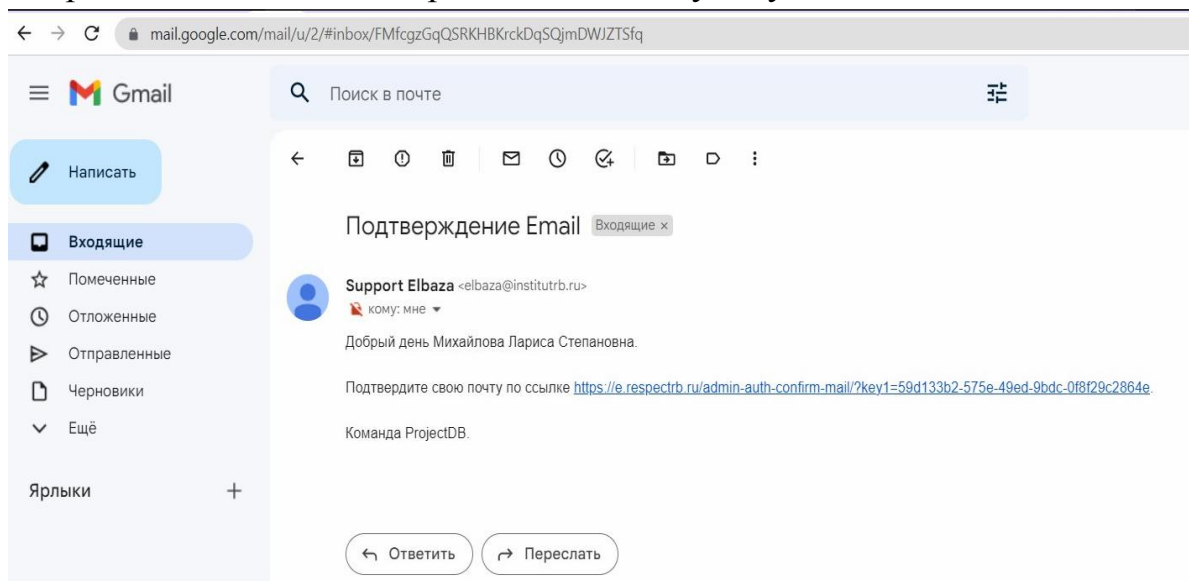 mail.google.com/mail/u/2/#inbox/FMfcgzGqQSRKHBKrckDqSQjmDWJZTSfq
Gmail
Поиск в почте
Написать
Подтверждение Email Входящие ×
Входящие
Помеченные
Support Elbaza <elbaza@institutrb.ru>
кому: мне
Отложенные
Добрый день Михайлова Лариса Степановна.
Отправленные
Черновики
Подтвердите свою почту по ссылке https://e.respectrb.ru/admin-auth-confirm-mail/?key1=59d133b2-575e-49ed-9bdc-0f8f29c2864e.
Ещё
Команда ProjectDB.
Ярлыки +
Ответить
Переслать